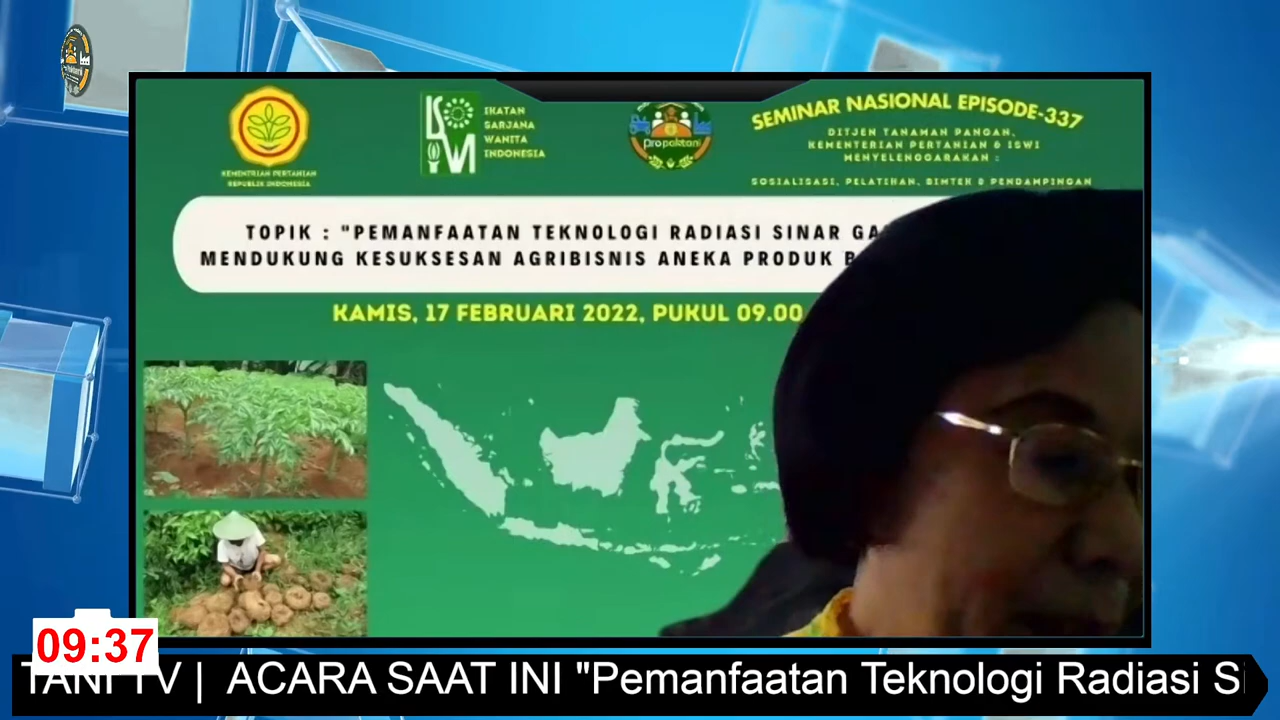 KEMENTRIAN PERTANIAN
REPUBLIK INDONESIA
IKATAN
SARJANA
WANITA
INDONESIA
propaktani
SEMINAR NASIONAL EPISODE-337
DITJEN TANAMAN PANGAN,
KEMENTERIAN PERTANIAN & ISWI
MENYELENGGARAKAN :
SOSIALISASI, PELATIHAN, BIMTEK & PENDAMPINGAN
TOPIK : "PEMANFAATAN TEKNOLOGI RADIASI SINAR
MENDUKUNG KESUKSESAN AGRIBISNIS ANEKA PRODUK
KAMIS, 17 FEBRUARI 2022, PUKUL 09.00
09:37
TANI TV | ACARA SAAT INI "Pemanfaatan Teknologi Radiasi